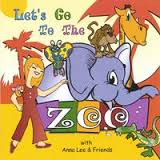 Let's Go
To The
ZOO
with
Anna Lee & Friends